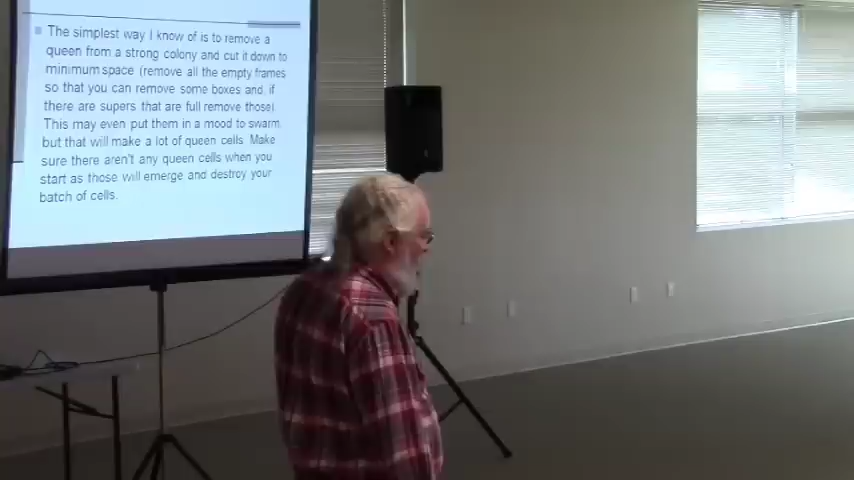 The simplest way I know of is to remove a
queen from a strong colony and cut it down to
minimum space (remove all the empty frames
so that you can remove some boxes and if
there are supers that are full remove those)
This may even put them in a mood to swarm
but that will make a lot of queen cells. Make
sure there aren't any queen cells when you
start as those will emerge and destroy your
batch of cells.